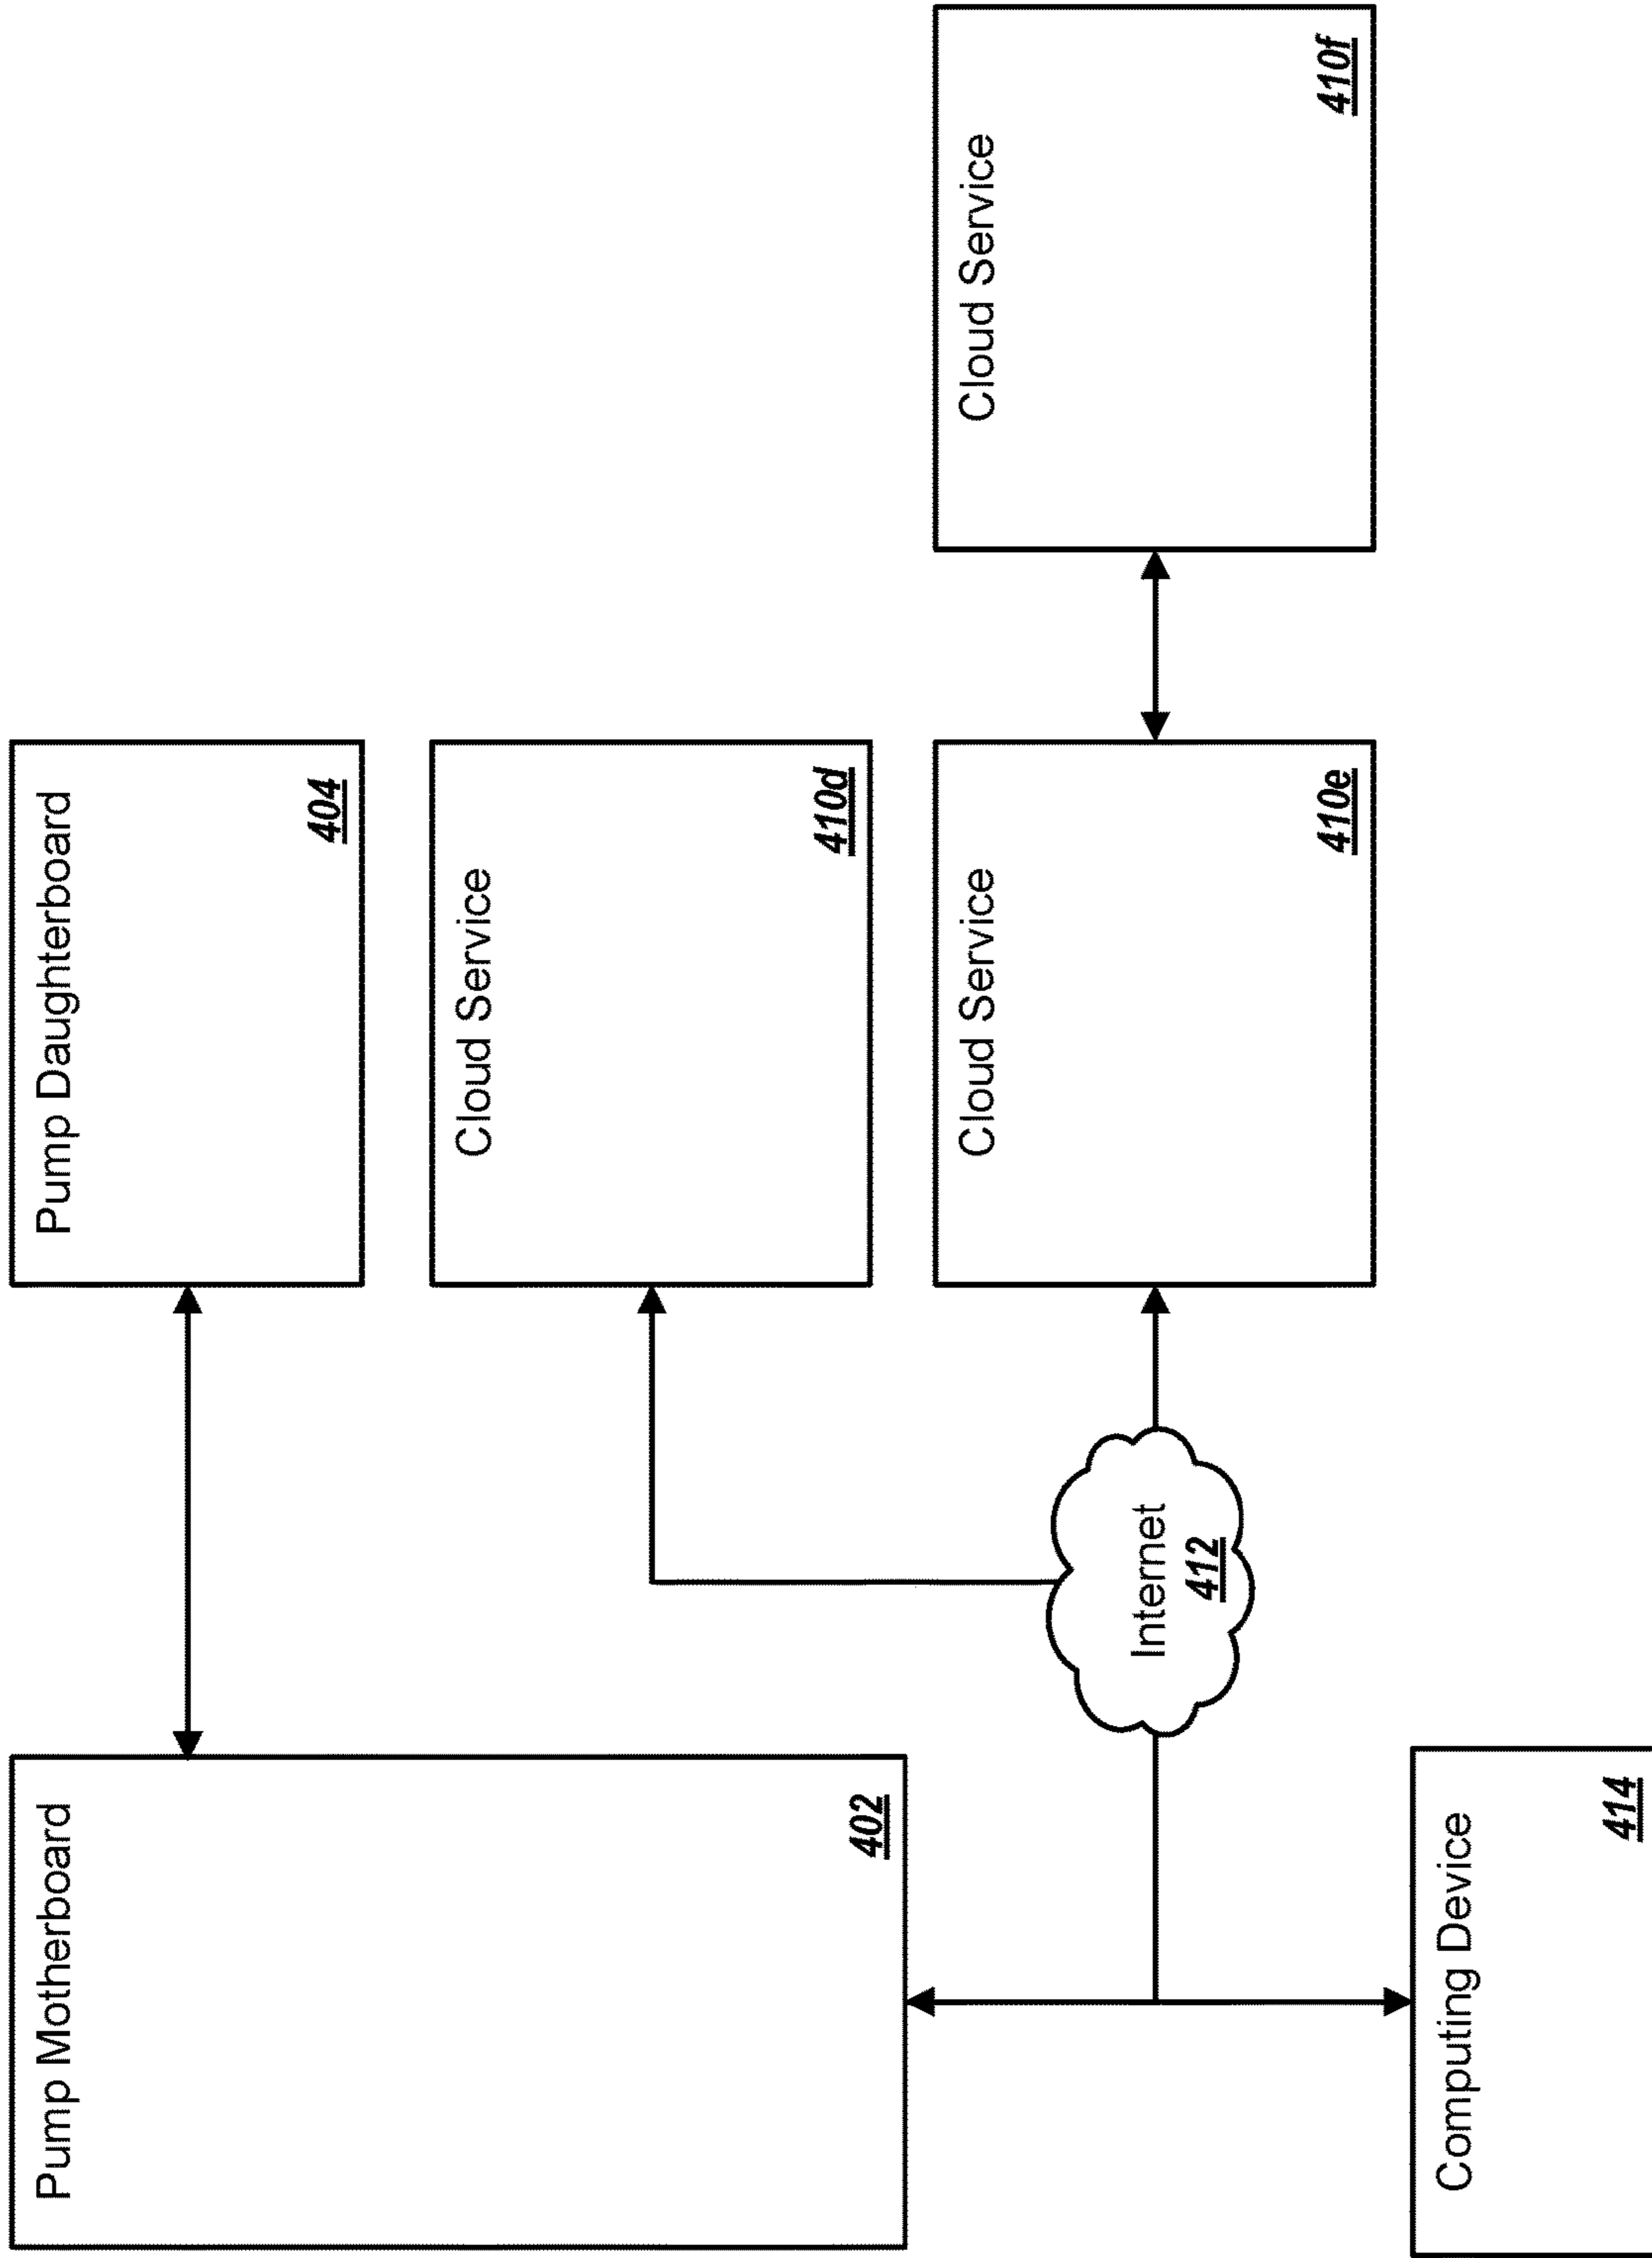 Pump Motherboard
402
Pump Daughterboard
404
Cloud Service
410d
Internet
412
Cloud Service
410e
Cloud Service
410f
Computing Device
414